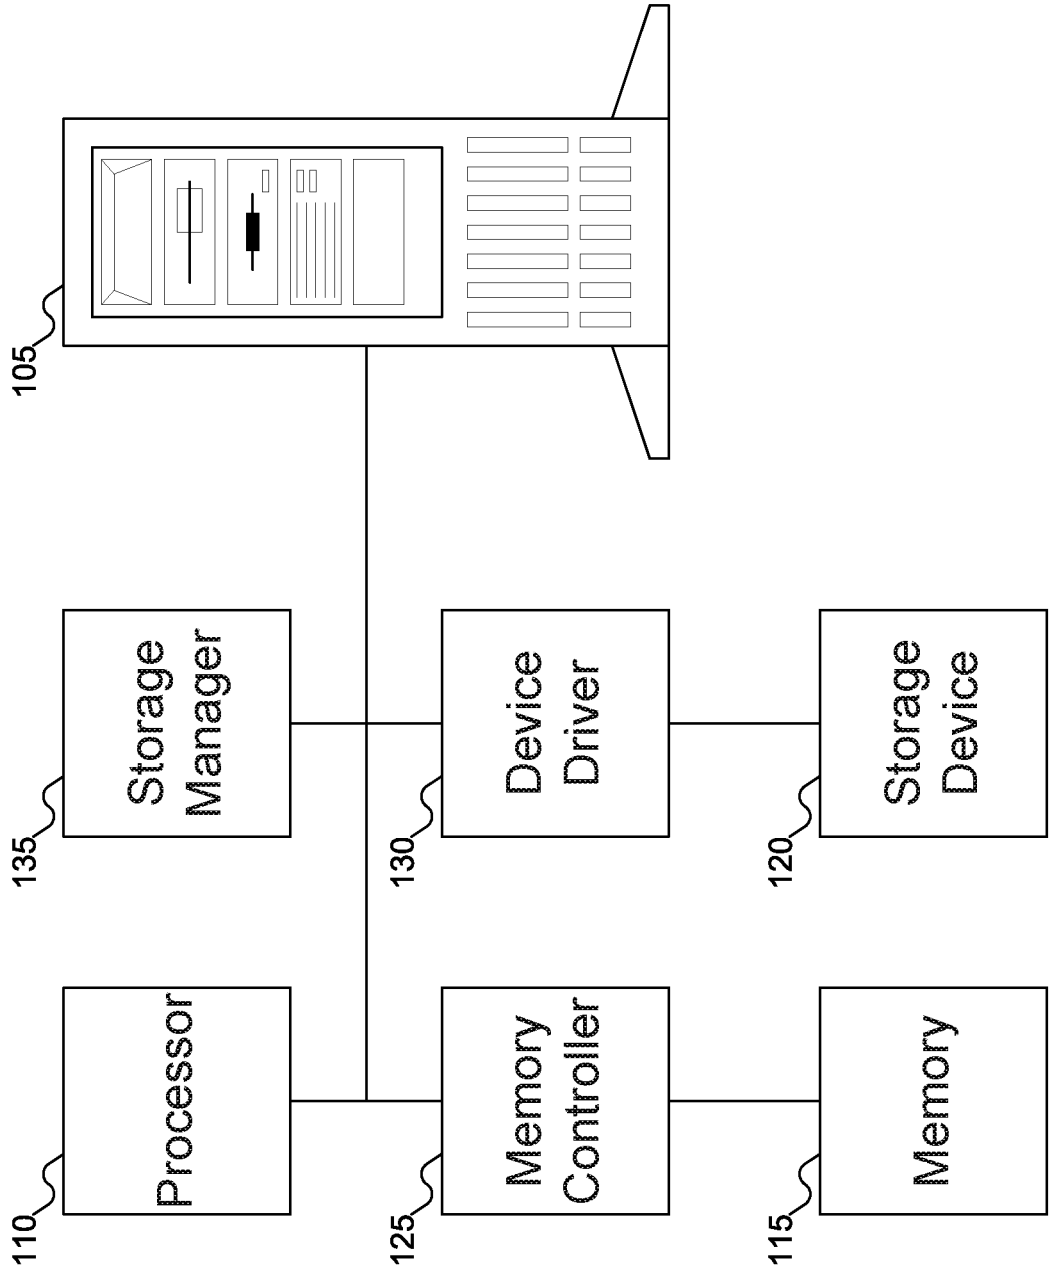 110
Processor
135
Storage
Manager
105
125
Memory
Controller
130
Device
Driver
115
Memory
120
Storage
Device